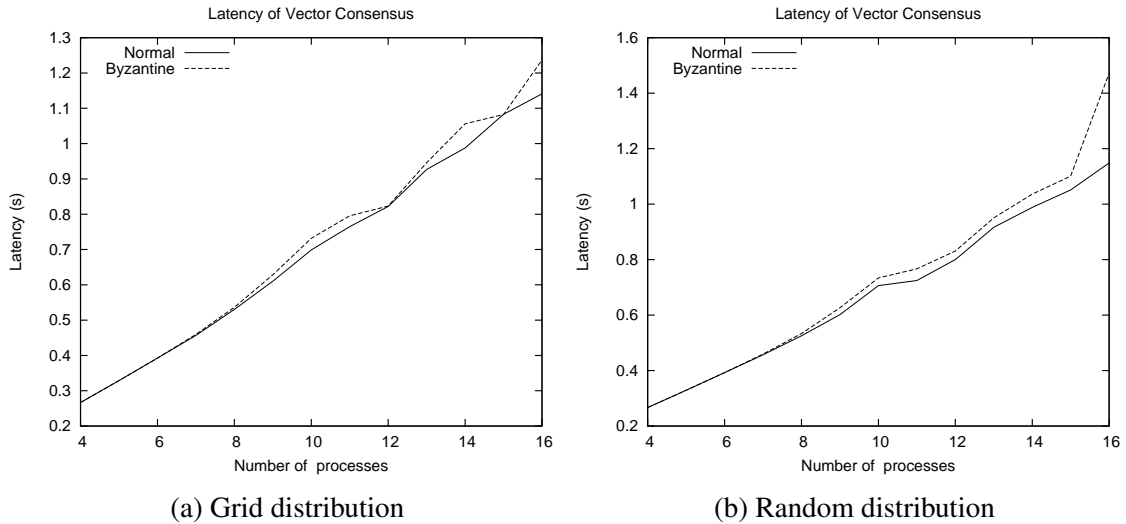 Latency of Vector Consensus
1.3
1.2
1.1
1
0.9
0.8
0.7
0.6
0.5
0.4
0.3
0.2
Latency (s)
Normal
Byzantine
4 6 8 10 12 14 16
Number of processes
(a) Grid distribution
Latency of Vector Consensus
1.6
1.4
1.2
1
0.8
0.6
0.4
0.2
Latency (s)
Normal
Byzantine
4 6 8 10 12 14 16
Number of processes
(b) Random distribution